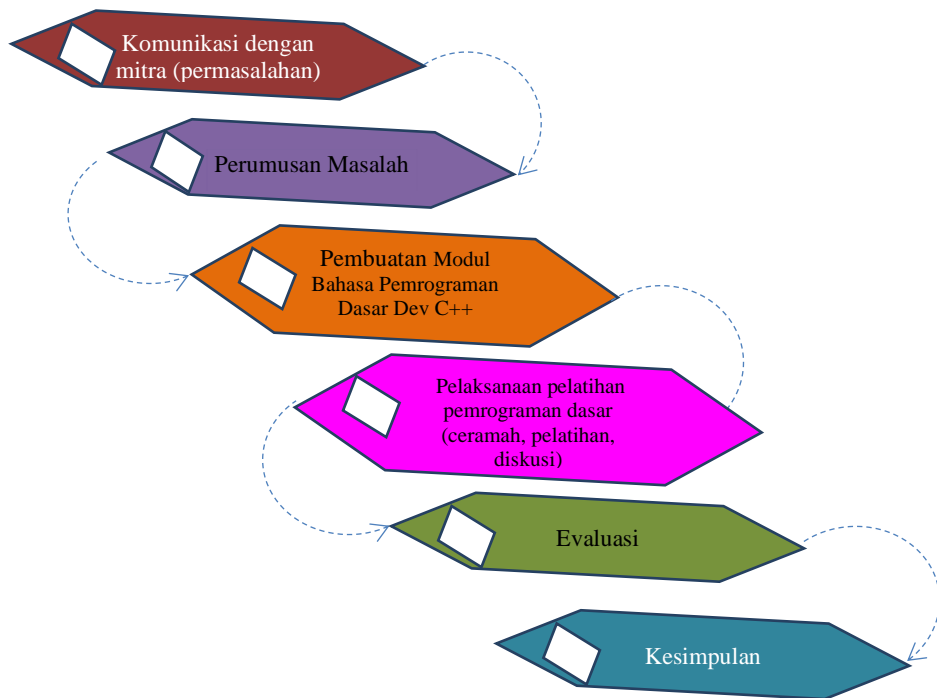 Komunikasi dengan
mitra (permasalahan)
Perumusan Masalah
Pembuatan Modul
Bahasa Pemrograman
Dasar Dev C++
Pelaksanaan pelatihan
pemrograman dasar
(ceramah, pelatihan,
diskusi)
Evaluasi
Kesimpulan